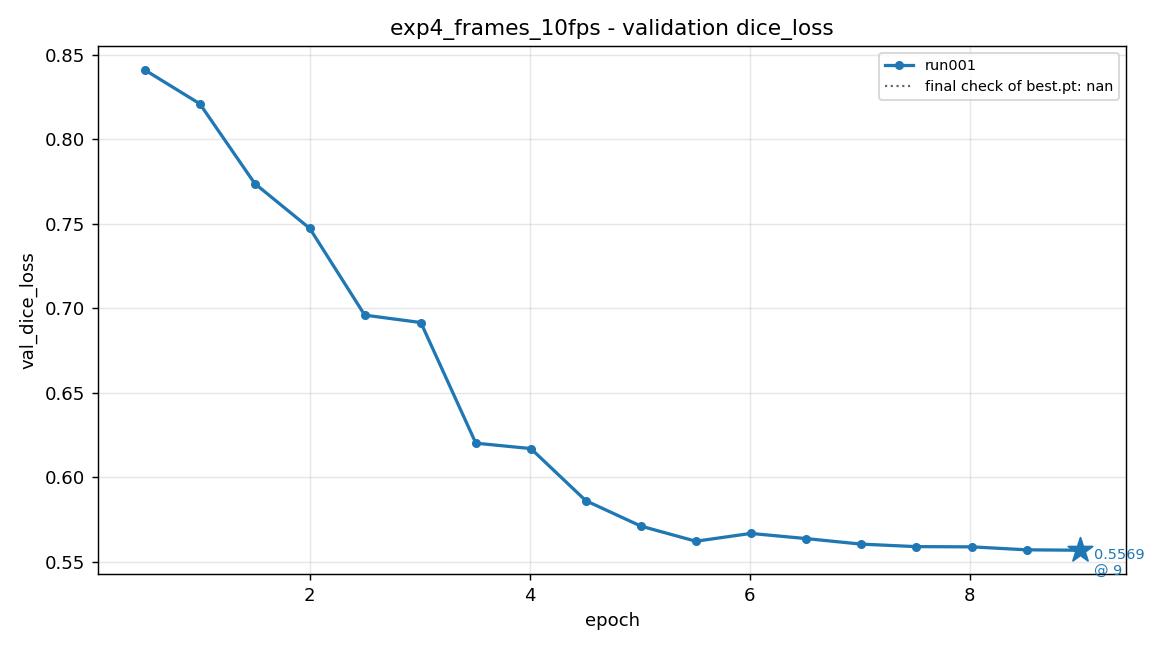 exp4_frames_10fps - validation dice_loss
run001
final check of best.pt: nan
val_dice_loss
0.85
0.80
0.75
0.70
0.65
0.60
0.55
0.5569
@ 9
2
4
6
8
epoch